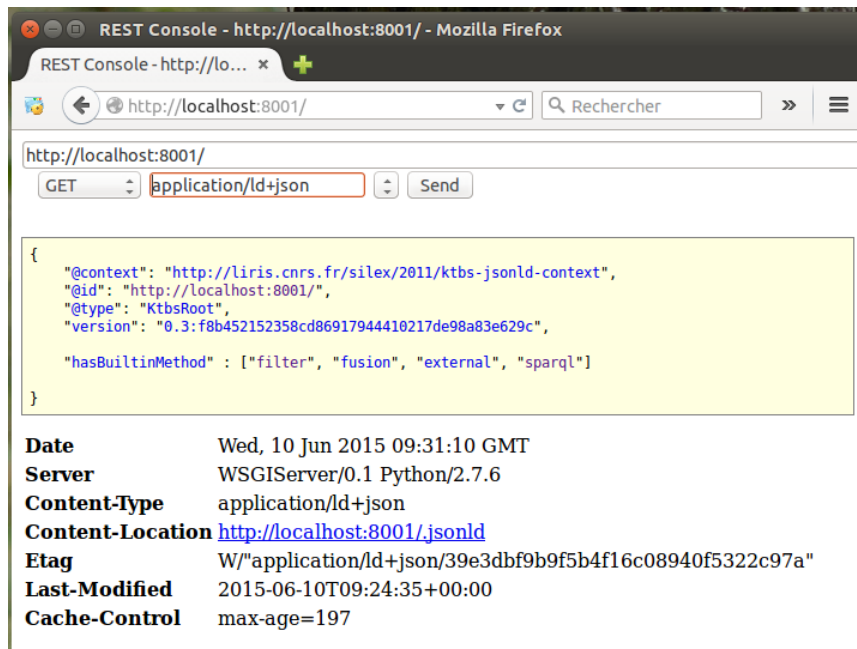 REST Console - http://localhost:8001/ - Mozilla Firefox
REST Console - http://lo...
http://localhost:8001/
Rechercher
http://localhost:8001/
GET application/ld+json Send
{
"@context": "http://liris.cnrs.fr/silex/2011/ktbs-jsonld-context",
"@id": "http://localhost:8001/",
"@type": "KtbsRoot",
"version": "0.3:f8b452152358cd86917944410217de98a83e629c",
"hasBuiltinMethod" : ["filter", "fusion", "external", "sparql"]
}
Date Wed, 10 Jun 2015 09:31:10 GMT
Server WSGIServer/0.1 Python/2.7.6
Content-Type application/ld+json
Content-Location http://localhost:8001/.jsonld
Etag W/"application/ld+json/39e3dbf9b9f5b4f16c08940f5322c97a"
Last-Modified 2015-06-10T09:24:35+00:00
Cache-Control max-age=197